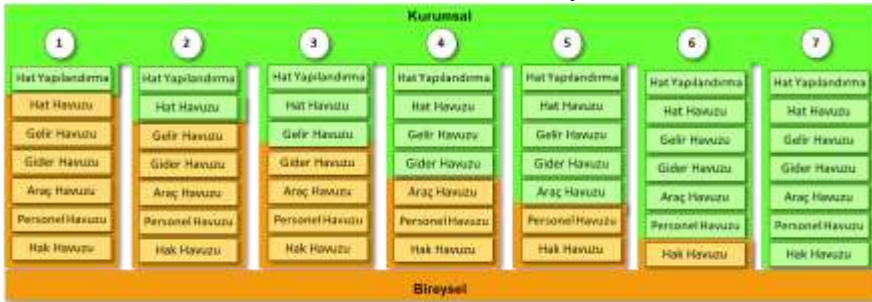 Kurumsal
1 2 3 4 5 6 7
Hat Yapılandırma Hat Yapılandırma Hat Yapılandırma Hat Yapılandırma Hat Yapılandırma Hat Yapılandırma Hat Yapılandırma
Hat Havuzu Hat Havuzu Hat Havuzu Hat Havuzu Hat Havuzu Hat Havuzu Hat Havuzu
Gelir Havuzu Gelir Havuzu Gelir Havuzu Gelir Havuzu Gelir Havuzu Gelir Havuzu Gelir Havuzu
Gider Havuzu Gider Havuzu Gider Havuzu Gider Havuzu Gider Havuzu Gider Havuzu Gider Havuzu
Araç Havuzu Araç Havuzu Araç Havuzu Araç Havuzu Araç Havuzu Araç Havuzu Araç Havuzu
Personel Havuzu Personel Havuzu Personel Havuzu Personel Havuzu Personel Havuzu Personel Havuzu Personel Havuzu
Hak Havuzu Hak Havuzu Hak Havuzu Hak Havuzu Hak Havuzu Hak Havuzu Hak Havuzu
Bireysel